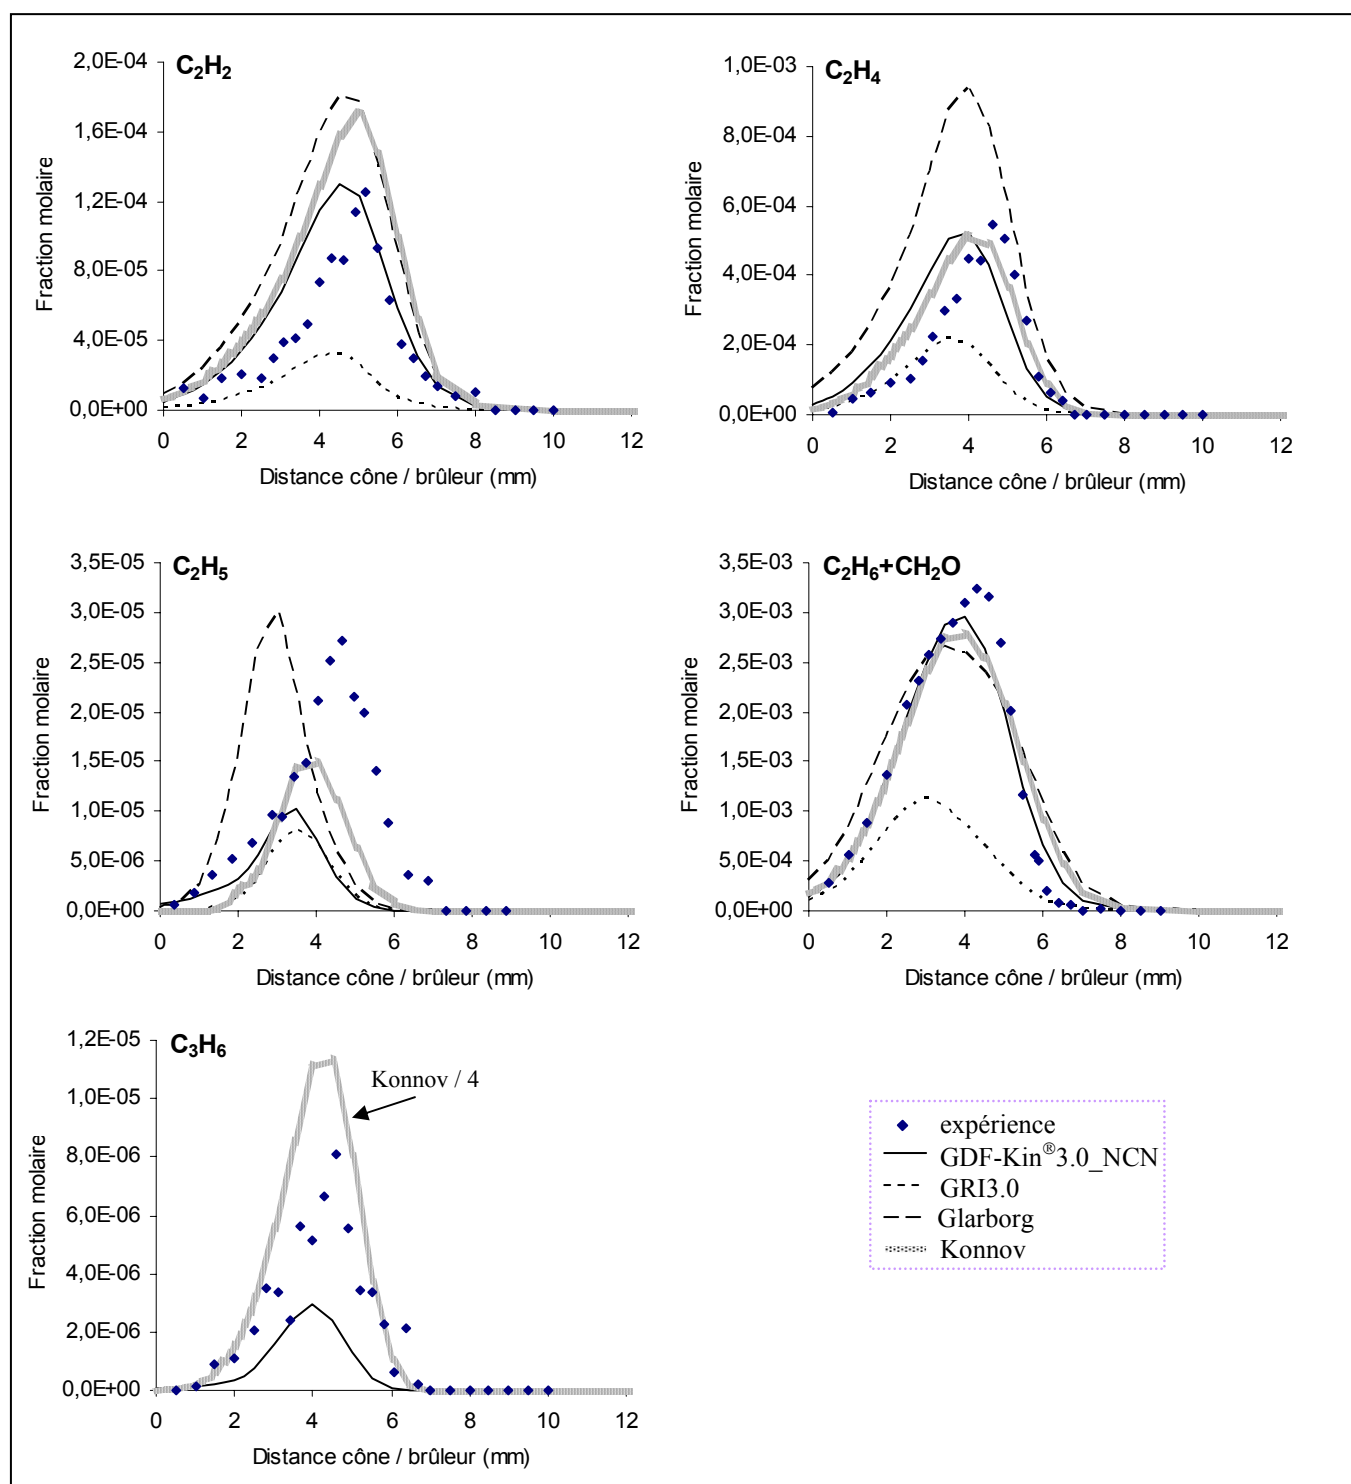 C₂H₂
2,0E-04
1,6E-04
1,2E-04
8,0E-05
4,0E-05
0,0E+00
Fraction molaire
0 2 4 6 8 10 12
Distance cône / brûleur (mm)
C₂H₄
1,0E-03
8,0E-04
6,0E-04
4,0E-04
2,0E-04
0,0E+00
Fraction molaire
0 2 4 6 8 10 12
Distance cône / brûleur (mm)
C₂H₅
3,5E-05
3,0E-05
2,5E-05
2,0E-05
1,5E-05
1,0E-05
5,0E-06
0,0E+00
Fraction molaire
0 2 4 6 8 10 12
Distance cône / brûleur (mm)
C₂H₆+CH₂O
3,5E-03
3,0E-03
2,5E-03
2,0E-03
1,5E-03
1,0E-03
5,0E-04
0,0E+00
Fraction molaire
0 2 4 6 8 10 12
Distance cône / brûleur (mm)
C₃H₆
1,2E-05
1,0E-05
8,0E-06
6,0E-06
4,0E-06
2,0E-06
0,0E+00
Fraction molaire
Konnov / 4
0 2 4 6 8 10 12
Distance cône / brûleur (mm)
expérience
GDF-Kin®3.0_NCN
GRI3.0
Glarborg
Konnov